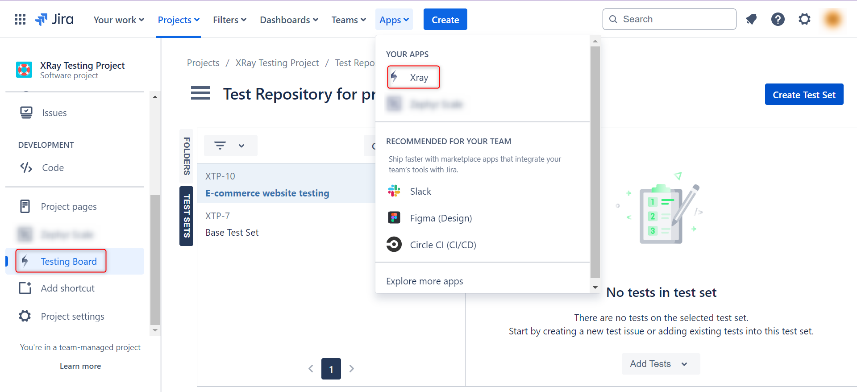 Jira
Your work
Projects
Filters
Dashboards
Teams
Apps
Create
Search
XRay Testing Project
Software project
Issues
DEVELOPMENT
Code
Project pages
Testing Board
Add shortcut
Project settings
You're in a team-managed project
Learn more
Projects / XRay Testing Project / Test Repo
Test Repository for pr
Create Test Set
FOLDERS
TEST SETS
XTP-10
E-commerce website testing
XTP-7
Base Test Set
1
YOUR APPS
Xray
RECOMMENDED FOR YOUR TEAM
Ship faster with marketplace apps that integrate your
team's tools with Jira.
Slack
Figma (Design)
Circle CI (CI/CD)
Explore more apps
1
2
3
No tests in test set
There are no tests on the selected test set.
Start by creating a new test issue or adding existing tests into this test set.
Add Tests